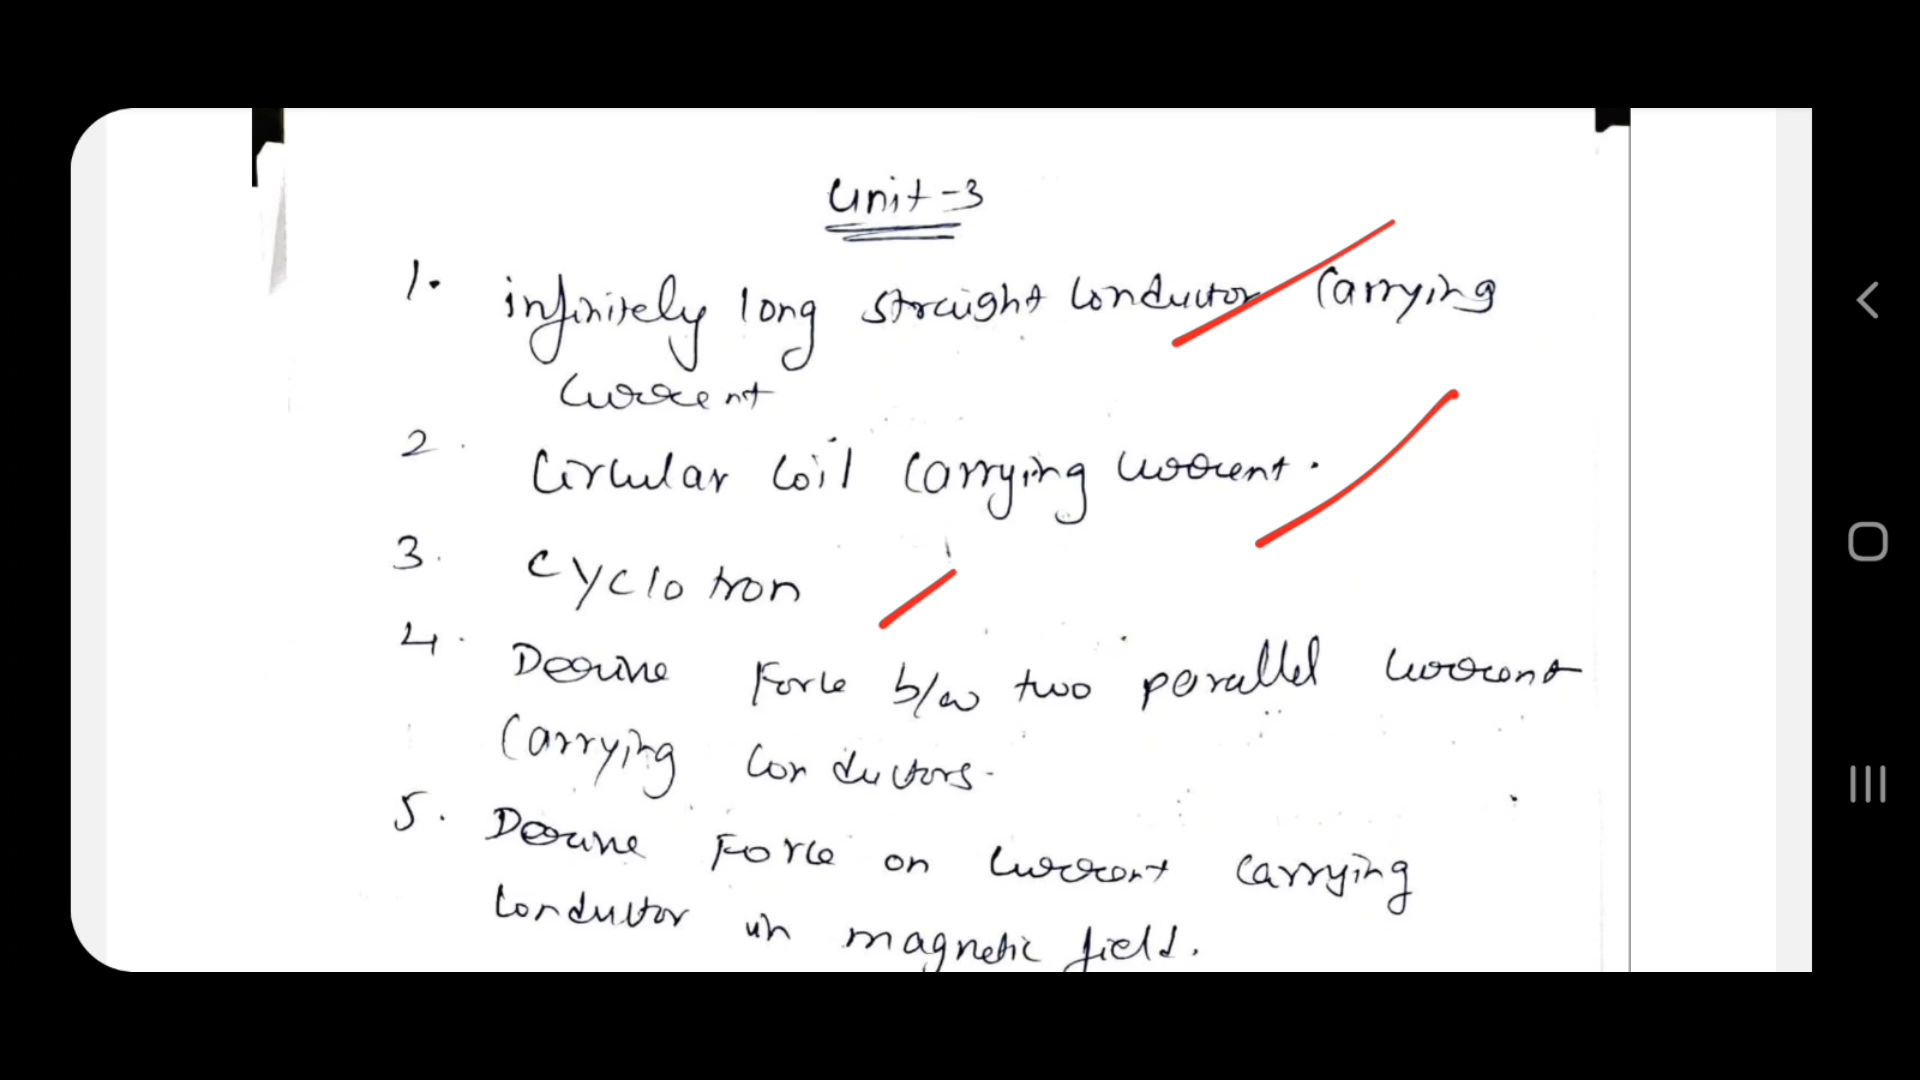 Unit-3
1. infinitely long straight conductor carrying
current
2. Circular coil carrying current.
3. cyclotron
4. Derive Force b/w two parallel current
carrying conductors.
5. Derive Force on current carrying
conductor in magnetic field.